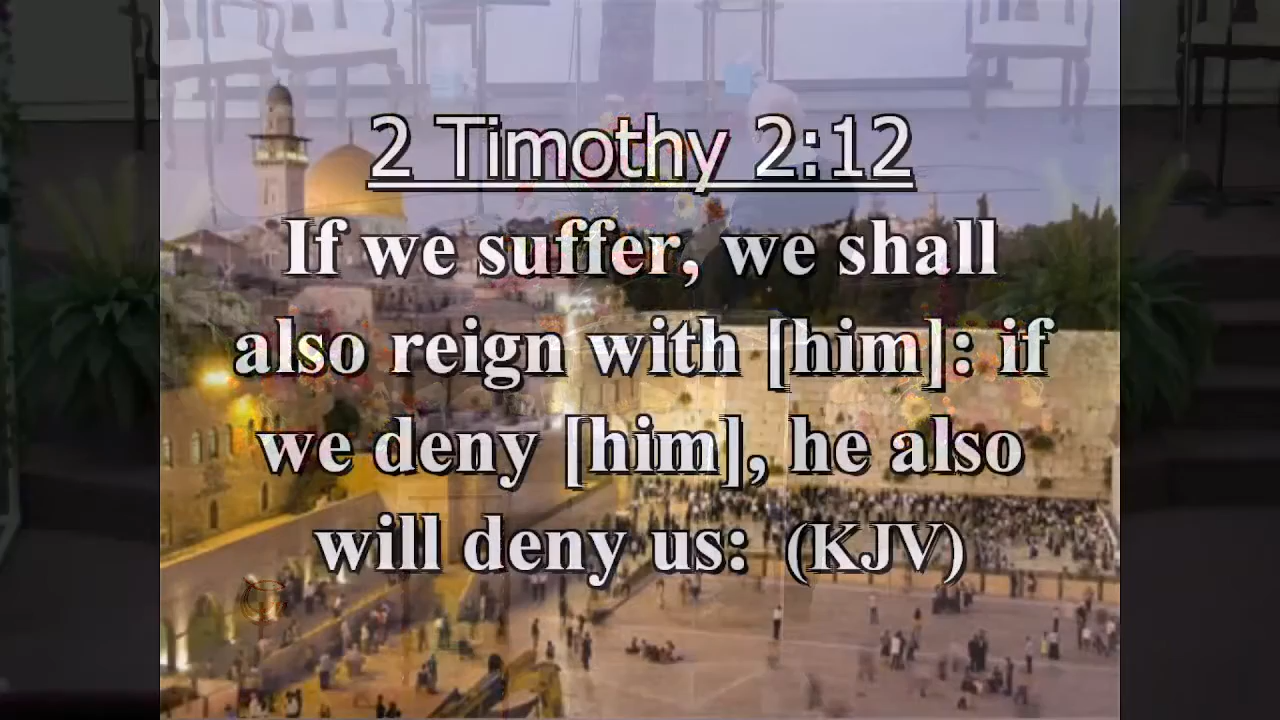 2 Timothy 2:12
If we suffer, we shall
also reign with [him]: if
we deny [him], he also
will deny us: (KJV)